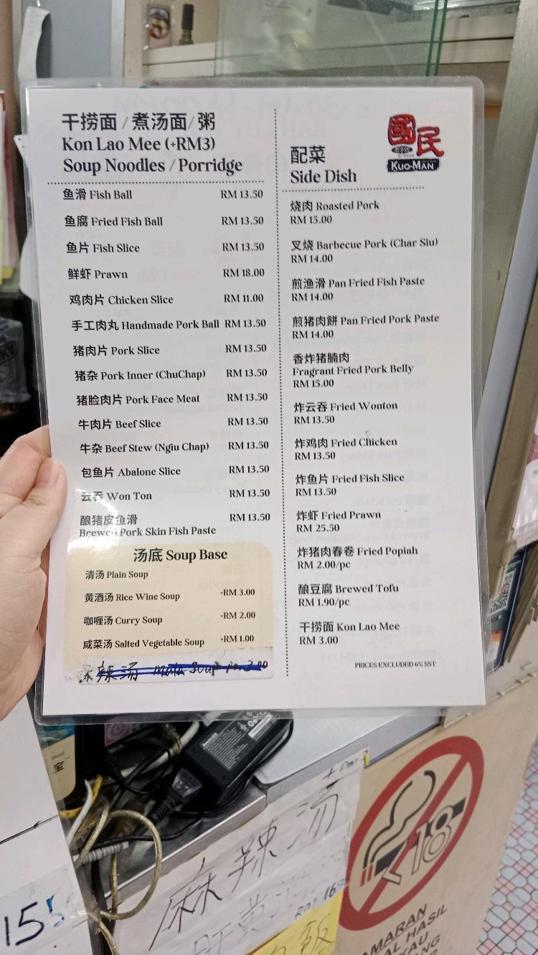 干捞面 / 煮汤面 / 粥
Kon Lao Mee (+RM3)
Soup Noodles / Porridge
鱼滑 Fish Ball RM 13.50
鱼腐 Fried Fish Ball RM 13.50
鱼片 Fish Slice RM 13.50
鲜虾 Prawn RM 18.00
鸡肉片 Chicken Slice RM 11.00
手工肉丸 Handmade Pork Ball RM 13.50
猪肉片 Pork Slice RM 13.50
猪杂 Pork Inner (ChuChap) RM 13.50
猪脸肉片 Pork Face Meat RM 13.50
牛肉片 Beef Slice RM 13.50
牛杂 Beef Stew (Ngiu Chap) RM 13.50
包鱼片 Abalone Slice RM 13.50
云吞 Won Ton RM 13.50
酿猪皮鱼滑 RM 13.50
Brewed Pork Skin Fish Paste
汤底 Soup Base
清汤 Plain Soup
黄酒汤 Rice Wine Soup +RM 3.00
咖喱汤 Curry Soup +RM 2.00
咸菜汤 Salted Vegetable Soup +RM 1.00
辣汤 mala Soup
國民
KUO-MAN
配菜
Side Dish
烧肉 Roasted Pork
RM 15.00
叉烧 Barbecue Pork (Char Siu)
RM 14.00
煎渔滑 Pan Fried Fish Paste
RM 14.00
煎猪肉餅 Pan Fried Pork Paste
RM 14.00
香炸猪腩肉
Fragrant Fried Pork Belly
RM 15.00
炸云吞 Fried Wonton
RM 13.50
炸鸡肉 Fried Chicken
RM 13.50
炸鱼片 Fried Fish Slice
RM 13.50
炸虾 Fried Prawn
RM 25.50
炸猪肉春卷 Fried Popiah
RM 2.00/pc
酿豆腐 Brewed Tofu
RM 1.90/pc
干捞面 Kon Lao Mee
RM 3.00
PRICES EXCLUDED 6% SST
宝
麻辣汤
饭
155
<18
AMARAN
AL HASIL
KAU
NG